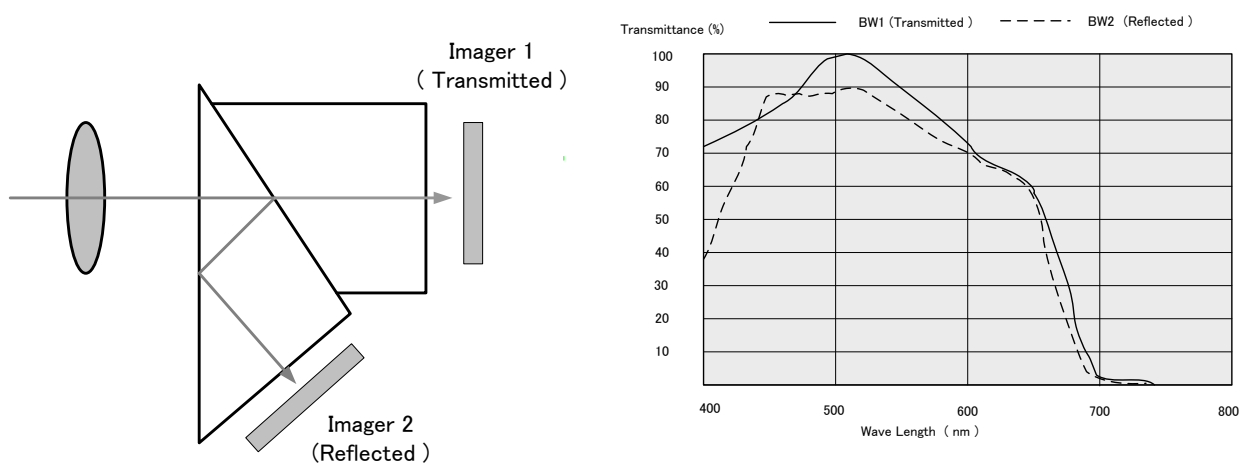 Imager 1
( Transmitted )
Imager 2
(Reflected )
Transmittance (%)
BW1 (Transmitted )
BW2 (Reflected )
100
90
80
70
60
50
40
30
20
10
400 500 600 700 800
Wave Length ( nm )